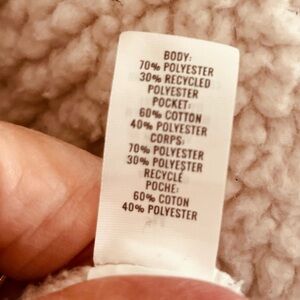 BODY:
70% POLYESTER
30% RECYCLED
POLYESTER
POCKET:
60% COTTON
40% POLYESTER
CORPS:
70% POLYESTER
30% POLYESTER
RECYCLÉ
POCHE:
60% COTON
40% POLYESTER